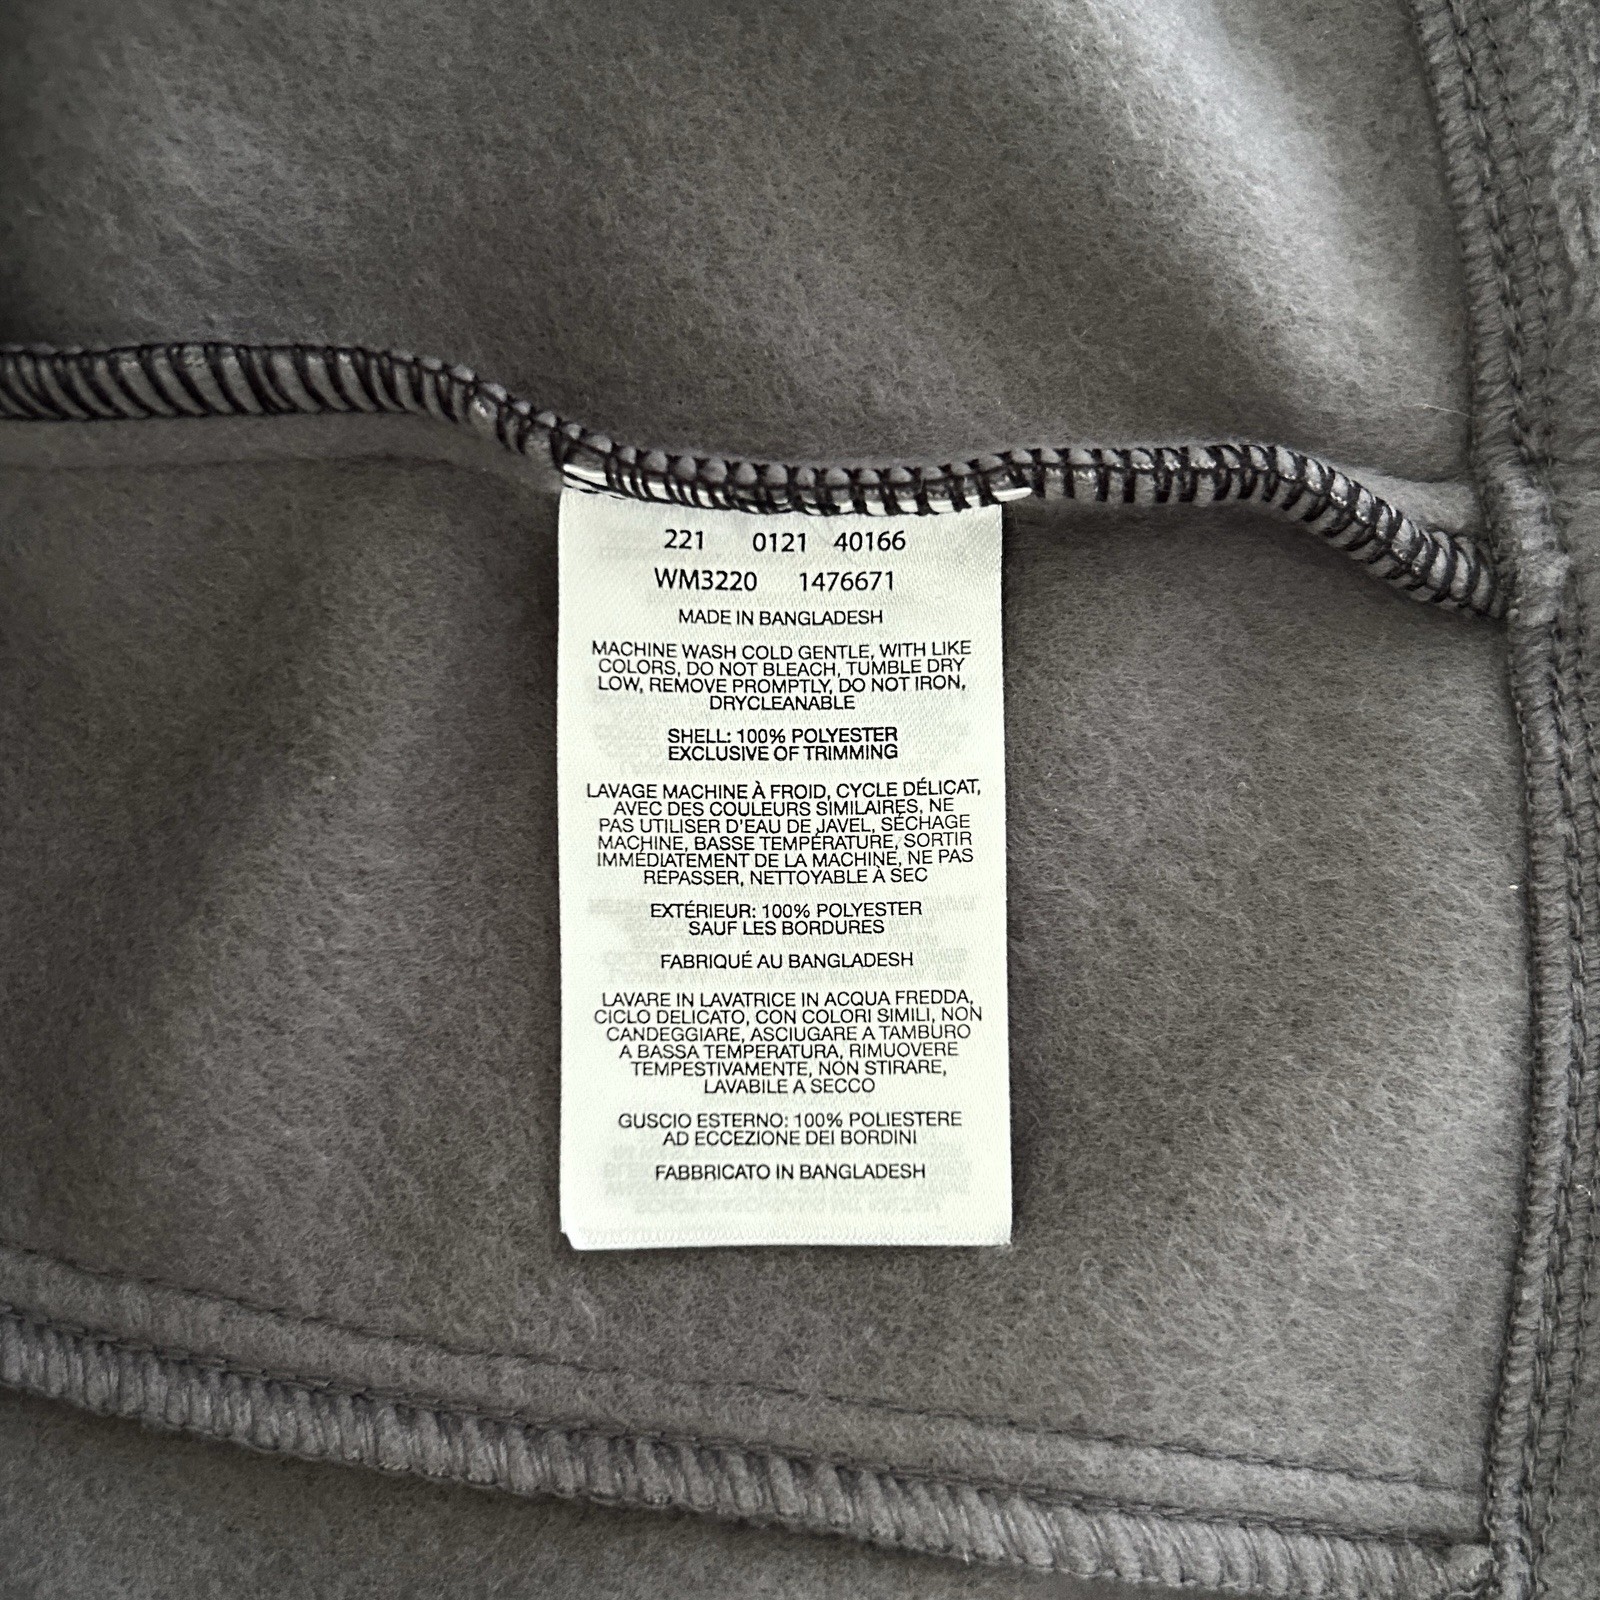 221 0121 40166
WM3220 1476671
MADE IN BANGLADESH
MACHINE WASH COLD GENTLE, WITH LIKE
COLORS, DO NOT BLEACH, TUMBLE DRY
LOW, REMOVE PROMPTLY, DO NOT IRON,
DRYCLEANABLE
SHELL: 100% POLYESTER
EXCLUSIVE OF TRIMMING
LAVAGE MACHINE À FROID, CYCLE DÉLICAT,
AVEC DES COULEURS SIMILAIRES, NE
PAS UTILISER D'EAU DE JAVEL, SÉCHAGE
MACHINE, BASSE TEMPÉRATURE, SORTIR
IMMÉDIATEMENT DE LA MACHINE, NE PAS
REPASSER, NETTOYABLE À SEC
EXTÉRIEUR: 100% POLYESTER
SAUF LES BORDURES
FABRIQUÉ AU BANGLADESH
LAVARE IN LAVATRICE IN ACQUA FREDDA,
CICLO DELICATO, CON COLORI SIMILI, NON
CANDEGGIARE, ASCIUGARE A TAMBURO
A BASSA TEMPERATURA, RIMUOVERE
TEMPESTIVAMENTE, NON STIRARE,
LAVABILE A SECCO
GUSCIO ESTERNO: 100% POLIESTERE
AD ECCEZIONE DEI BORDINI
FABBRICATO IN BANGLADESH